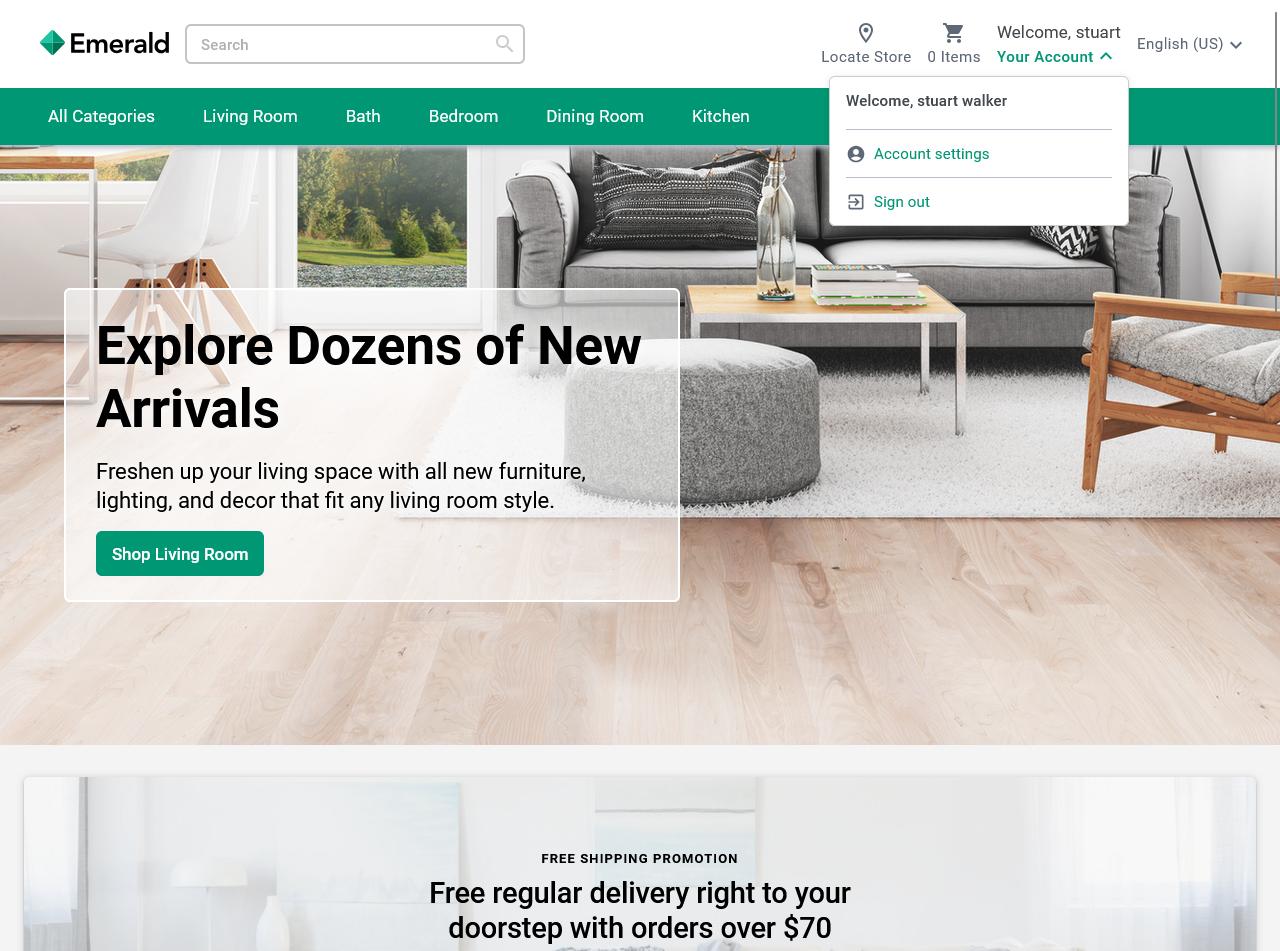 Emerald
Search
Locate Store
0 Items
Welcome, stuart
Your Account
English (US)
Welcome, stuart walker
Account settings
Sign out
All Categories
Living Room
Bath
Bedroom
Dining Room
Kitchen
Explore Dozens of New
Arrivals
Freshen up your living space with all new furniture,
lighting, and decor that fit any living room style.
Shop Living Room
FREE SHIPPING PROMOTION
Free regular delivery right to your
doorstep with orders over $70